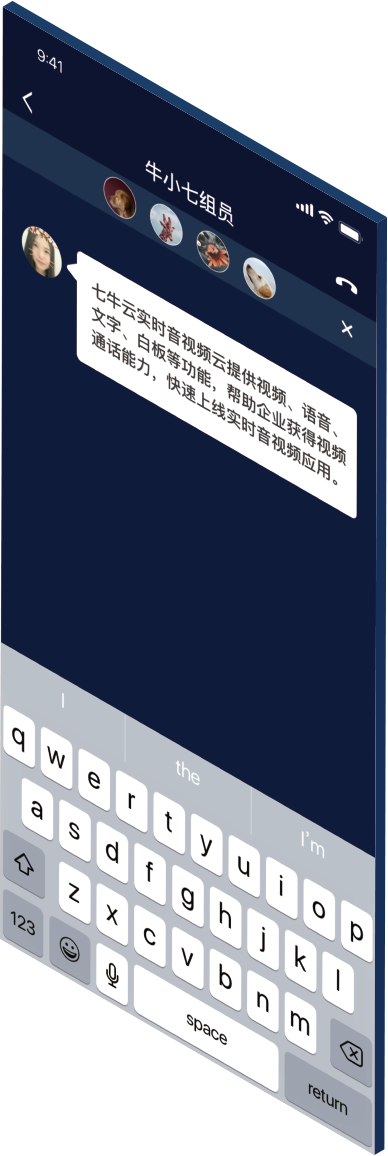 9:41
牛小七组员
七牛云实时音视频云提供视频、语音、
文字、白板等功能，帮助企业获得视频
通话能力，快速上线实时音视频应用。
I the I'm
q w e r t y u i o p
a s d f g h j k l
z x c v b n m
123 space return